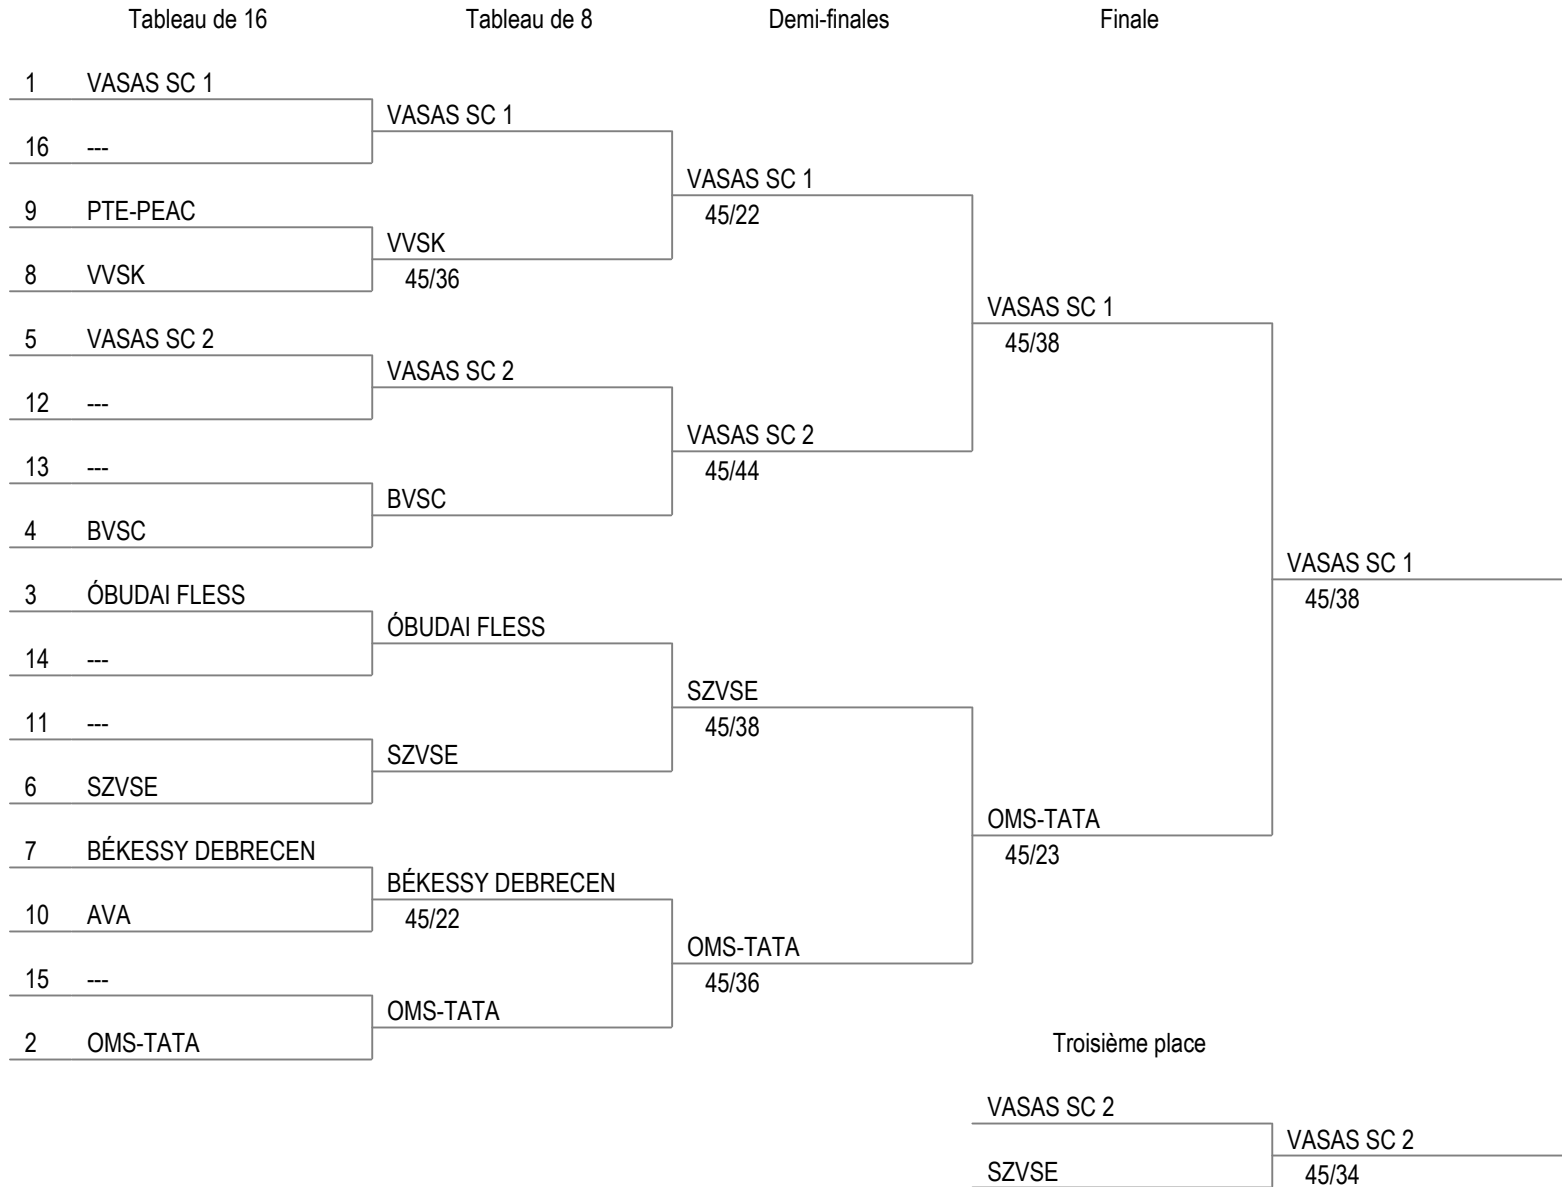 Tableau de 16 Tableau de 8 Demi-finales Finale
1 VASAS SC 1
VASAS SC 1
16 ---
VASAS SC 1
9 PTE-PEAC
45/22
VVSK
8 VVSK
45/36
VASAS SC 1
5 VASAS SC 2
45/38
VASAS SC 2
12 ---
VASAS SC 2
13 ---
45/44
BVSC
4 BVSC
VASAS SC 1
3 ÓBUDAI FLESS
45/38
ÓBUDAI FLESS
14 ---
SZVSE
11 ---
45/38
SZVSE
6 SZVSE
OMS-TATA
7 BÉKESSY DEBRECEN
45/23
BÉKESSY DEBRECEN
10 AVA
45/22
OMS-TATA
15 ---
45/36
OMS-TATA
2 OMS-TATA
Troisième place
VASAS SC 2
VASAS SC 2
SZVSE
45/34